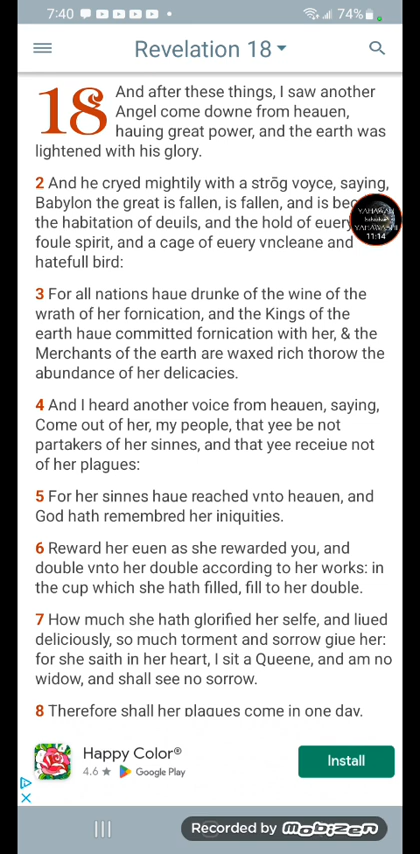 7:40
74%
Revelation 18
18 And after these things, I saw another
Angel come downe from heauen,
hauing great power, and the earth was
lightened with his glory.
2 And he cryed mightily with a strōg voyce, saying,
Babylon the great is fallen, is fallen, and is
the habitation of deuils, and the hold of euery
foule spirit, and a cage of euery vncleane and
hatefull bird:
YAHAWAH
YAHAWASHI
11:14
3 For all nations haue drunke of the wine of the
wrath of her fornication, and the Kings of the
earth haue committed fornication with her, & the
Merchants of the earth are waxed rich thorow the
abundance of her delicacies.
4 And I heard another voice from heauen, saying,
Come out of her, my people, that yee be not
partakers of her sinnes, and that yee receiue not
of her plagues:
5 For her sinnes haue reached vnto heauen, and
God hath remembred her iniquities.
6 Reward her euen as she rewarded you, and
double vnto her double according to her works: in
the cup which she hath filled, fill to her double.
7 How much she hath glorified her selfe, and liued
deliciously, so much torment and sorrow giue her:
for she saith in her heart, I sit a Queene, and am no
widow, and shall see no sorrow.
8 Therefore shall her plagues come in one day,
Happy Color®
4.6 ★ Google Play
Install
Recorded by mobizen